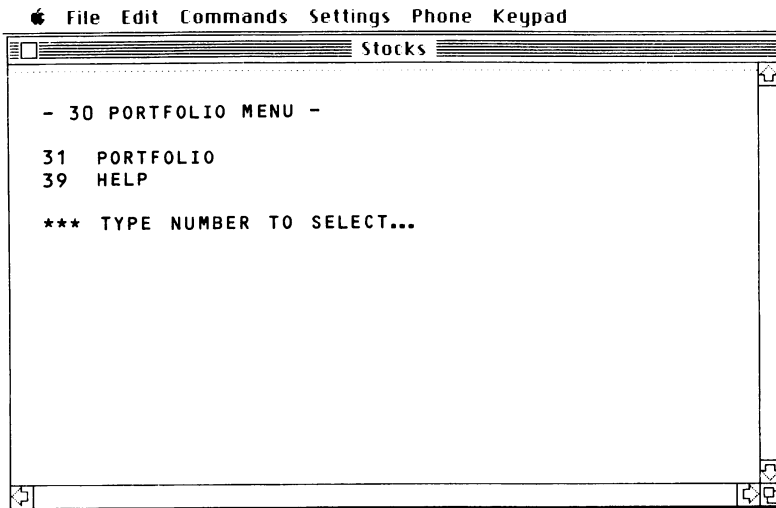 File Edit Commands Settings Phone Keypad
Stocks
- 30 PORTFOLIO MENU -
31 PORTFOLIO
39 HELP
*** TYPE NUMBER TO SELECT...